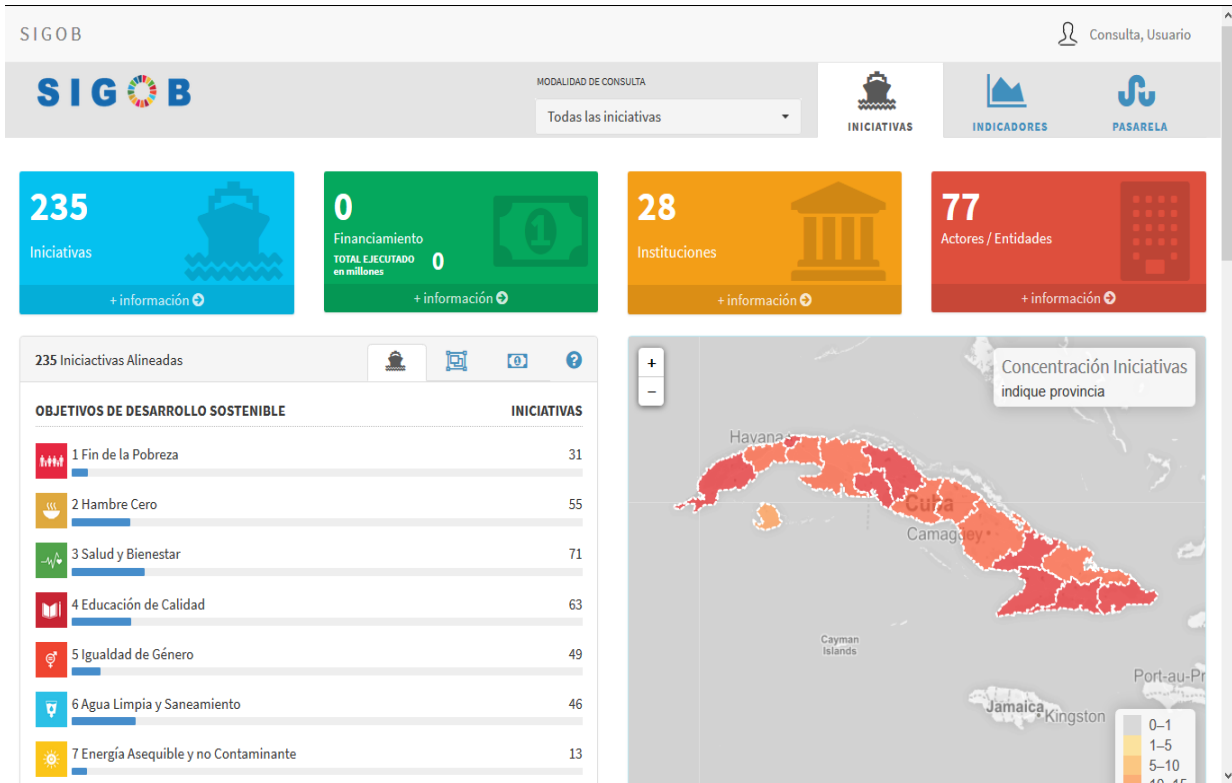 SIGOB
Consulta, Usuario
SIGOB
MODALIDAD DE CONSULTA
Todas las iniciativas
INICIATIVAS
INDICADORES
PASARELA
235
Iniciativas
+ información
0
Financiamiento
TOTAL EJECUTADO
en millones
0
+ información
28
Instituciones
+ información
77
Actores / Entidades
+ información
235 Iniciactivas Alineadas
OBJETIVOS DE DESARROLLO SOSTENIBLE
INICIATIVAS
1 Fin de la Pobreza 31
2 Hambre Cero 55
3 Salud y Bienestar 71
4 Educación de Calidad 63
5 Igualdad de Género 49
6 Agua Limpia y Saneamiento 46
7 Energía Asequible y no Contaminante 13
+
−
Concentración Iniciativas
indique provincia
Havana
Cuba
Camagüey
Cayman
Islands
Port-au-Pr
Jamaica
Kingston
0–1
1–5
5–10
10–15